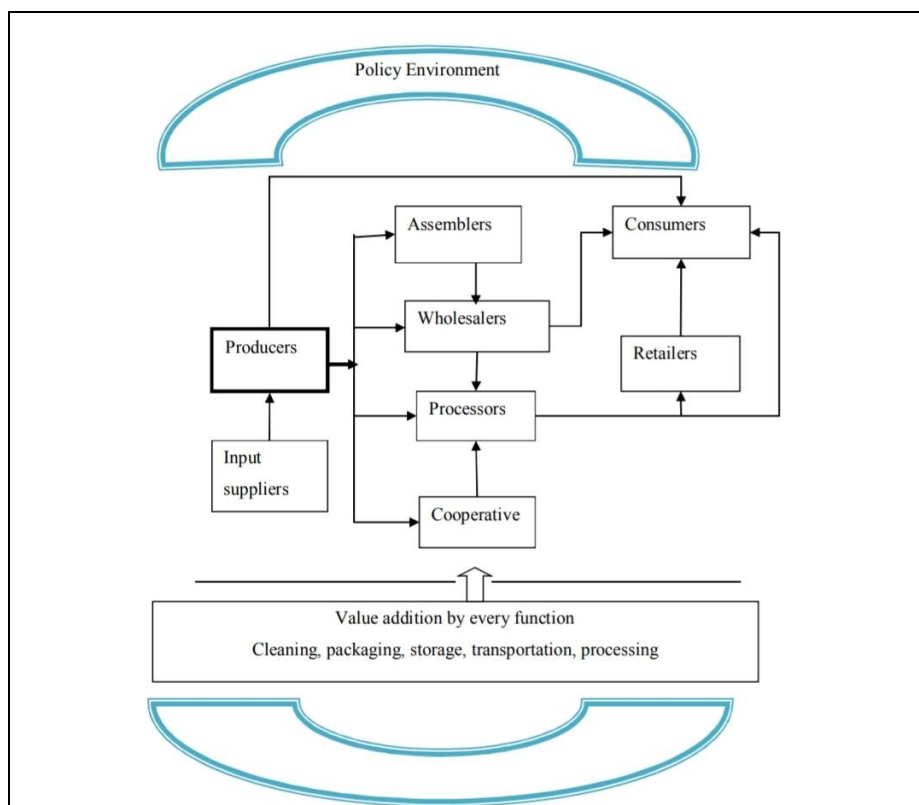 Policy Environment
Assemblers
Consumers
Wholesalers
Producers
Retailers
Processors
Input
suppliers
Cooperative
Value addition by every function
Cleaning, packaging, storage, transportation, processing